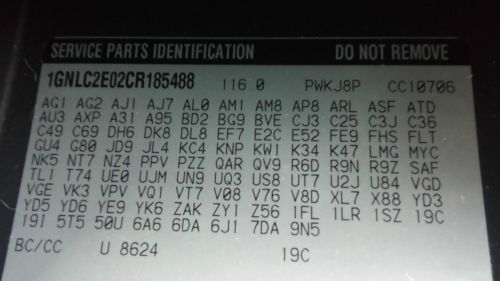 SERVICE PARTS IDENTIFICATION DO NOT REMOVE
1GNLC2E02CR185488 116.0 PWKJ8P CC10706
AG1 AG2 AJ1 AJ7 AL0 AM1 AM8 AP8 ARL ASF ATD
AU3 AXP A31 A95 BD2 BG9 BVE CJ3 C25 C3J C36
C49 C69 DH6 DK8 DL8 EF7 E2C E52 FE9 FHS FLT
GU4 G80 JD9 JL4 KC4 KNP KW1 K34 K47 LMG MYC
NK5 NT7 NZ4 PPV PZZ QAR QV9 R6D R9N R9Z SAF
TL1 T74 UE0 UJM UN9 UQ3 US8 UT7 U2J U84 VGD
VGE VK3 VPV VQ1 VT7 V08 V76 V8D XL7 X88 YD3
YD5 YD6 YE9 YK6 ZAK ZY1 Z56 1FL 1LR 1SZ 19C
19I 5T5 50U 6A6 6DA 6J1 7DA 9N5
BC/CC U 8624 19C